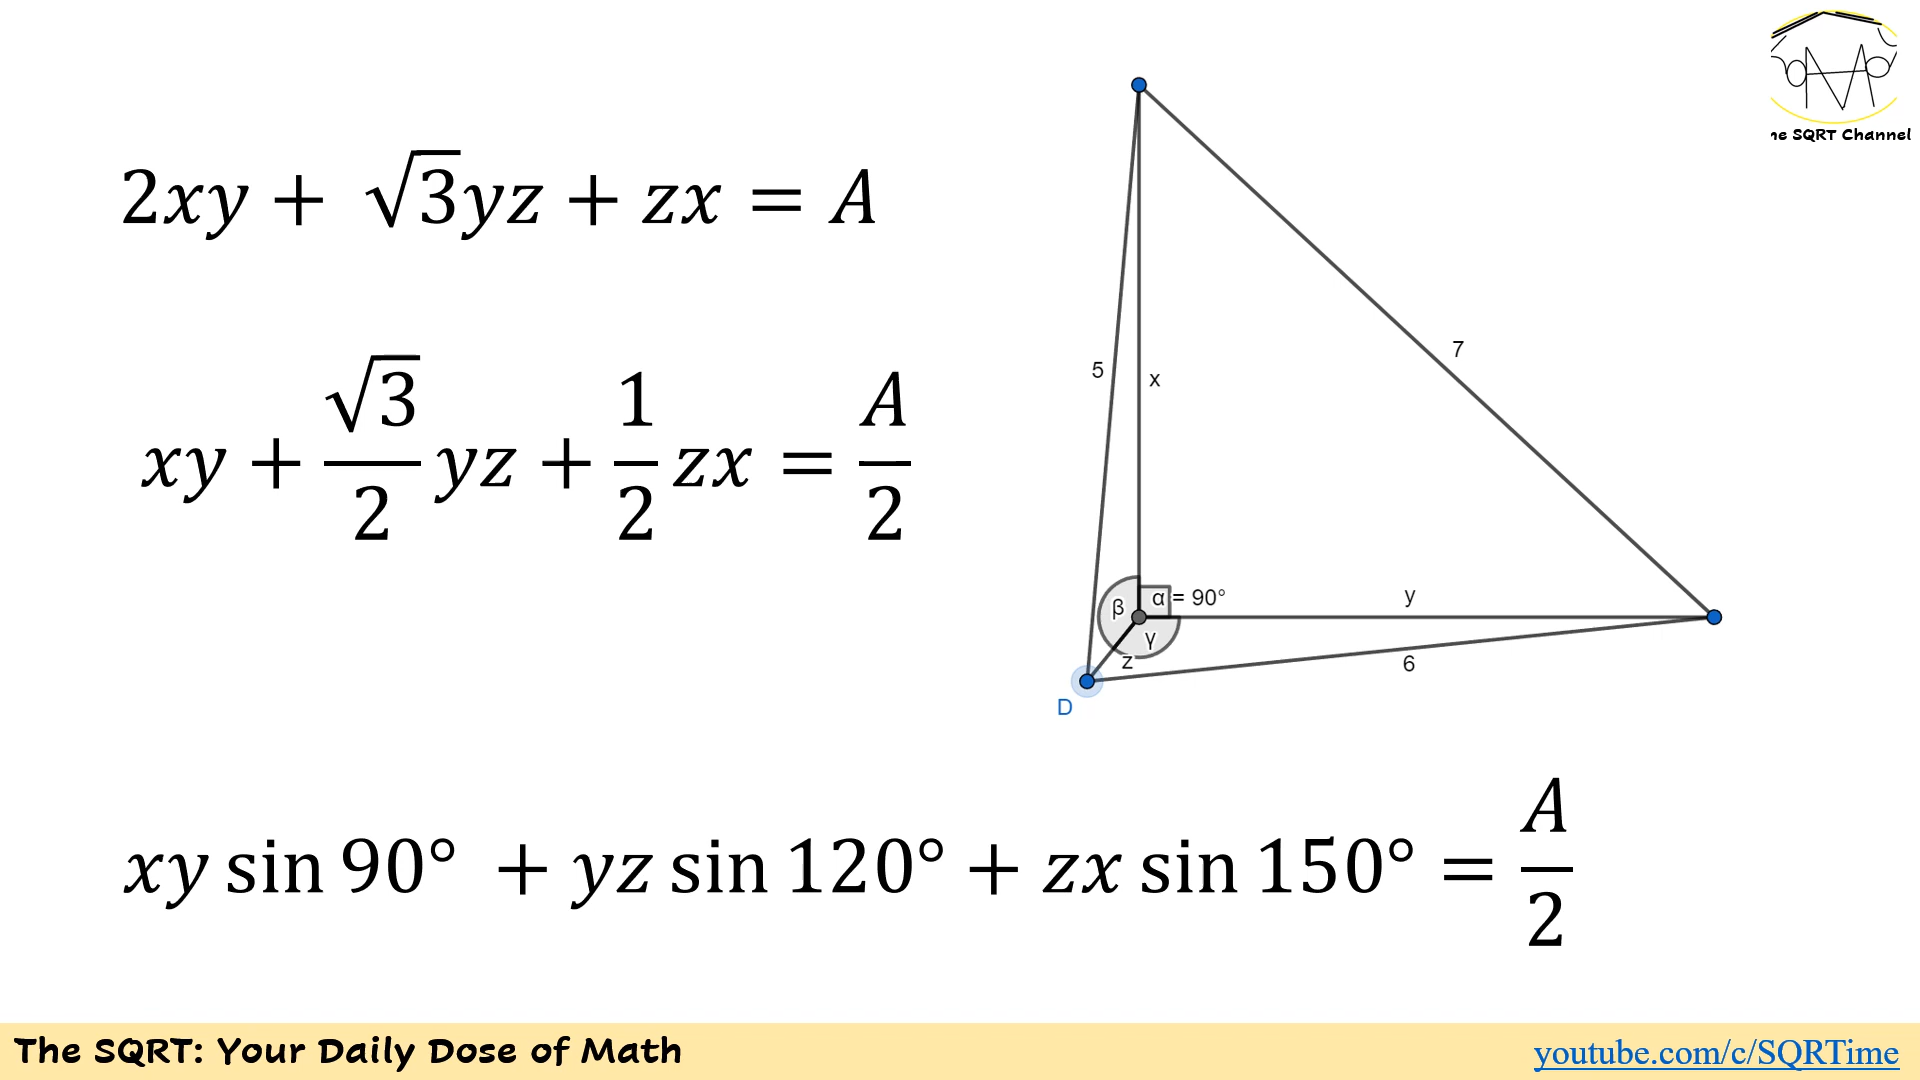 ne SQRT Channel
2xy + √3yz + zx = A
xy + √3/2 yz + 1/2 zx = A/2
7
5
x
β
α = 90°
y
γ
z
6
D
xy sin 90° + yz sin 120° + zx sin 150° = A/2
The SQRT: Your Daily Dose of Math
youtube.com/c/SQRTime